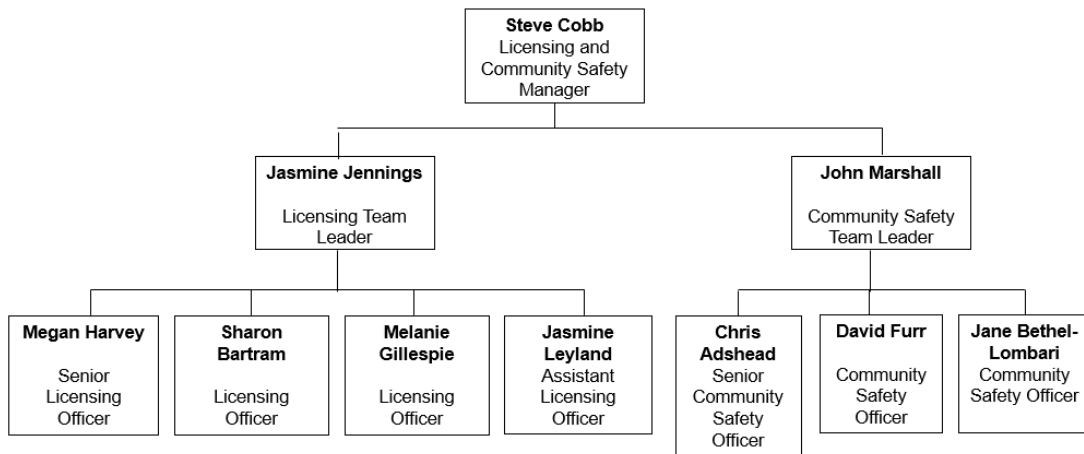 Steve Cobb
Licensing and
Community Safety
Manager
Jasmine Jennings
Licensing Team
Leader
John Marshall
Community Safety
Team Leader
Megan Harvey
Senior
Licensing
Officer
Sharon
Bartram
Licensing
Officer
Melanie
Gillespie
Licensing
Officer
Jasmine
Leyland
Assistant
Licensing
Officer
Chris
Adshead
Senior
Community
Safety
Officer
David Furr
Community
Safety
Officer
Jane Bethel-
Lombari
Community
Safety Officer